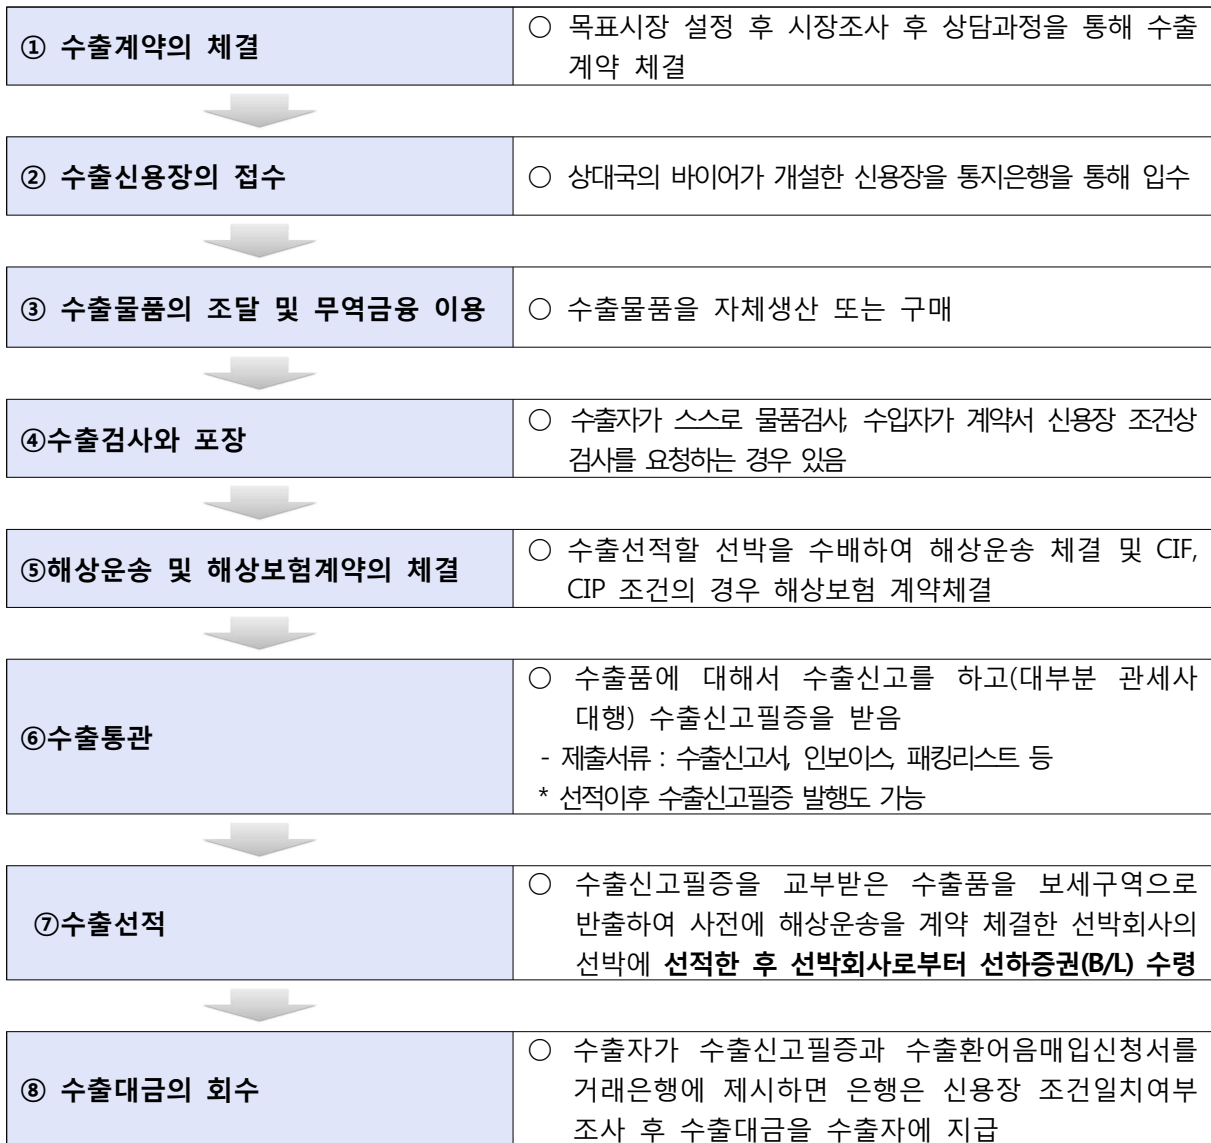 ① 수출계약의 체결
○ 목표시장 설정 후 시장조사 후 상담과정을 통해 수출
계약 체결
② 수출신용장의 접수
○ 상대국의 바이어가 개설한 신용장을 통지은행을 통해 입수
③ 수출물품의 조달 및 무역금융 이용
○ 수출물품을 자체생산 또는 구매
④수출검사와 포장
○ 수출자가 스스로 물품검사, 수입자가 계약서 신용장 조건상
검사를 요청하는 경우 있음
⑤해상운송 및 해상보험계약의 체결
○ 수출선적할 선박을 수배하여 해상운송 체결 및 CIF,
CIP 조건의 경우 해상보험 계약체결
⑥수출통관
○ 수출품에 대해서 수출신고를 하고(대부분 관세사
대행) 수출신고필증을 받음
- 제출서류 : 수출신고서, 인보이스, 패킹리스트 등
* 선적이후 수출신고필증 발행도 가능
⑦수출선적
○ 수출신고필증을 교부받은 수출품을 보세구역으로
반출하여 사전에 해상운송을 계약 체결한 선박회사의
선박에 선적한 후 선박회사로부터 선하증권(B/L) 수령
⑧ 수출대금의 회수
○ 수출자가 수출신고필증과 수출환어음매입신청서를
거래은행에 제시하면 은행은 신용장 조건일치여부
조사 후 수출대금을 수출자에 지급